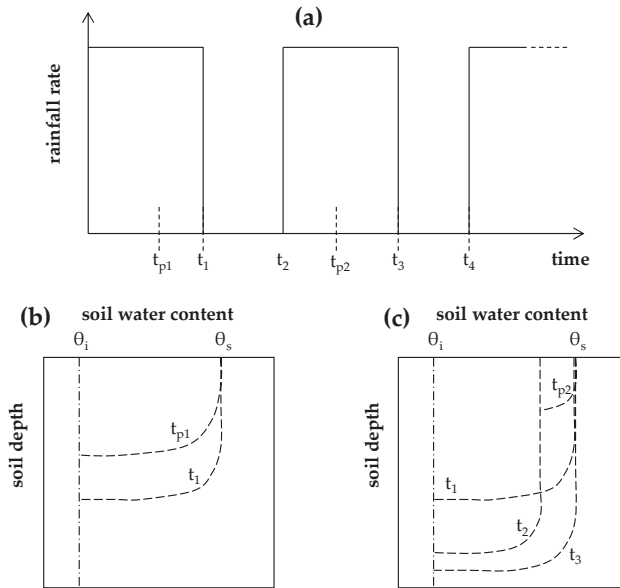 (a)
rainfall rate
t_p1 t_1 t_2 t_p2 t_3 t_4 time
(b) soil water content
θ_i θ_s
soil depth
t_p1
t_1
(c) soil water content
θ_i θ_s
soil depth
t_p2
t_1
t_2
t_3